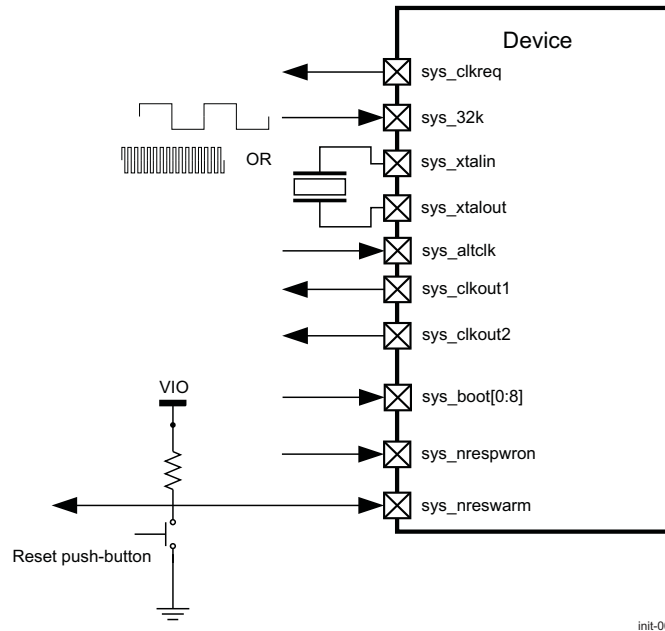 Device
sys_clkreq
sys_32k
OR
sys_xtalin
sys_xtalout
sys_altclk
sys_clkout1
sys_clkout2
VIO
sys_boot[0:8]
sys_nrespwron
sys_nreswarm
Reset push-button